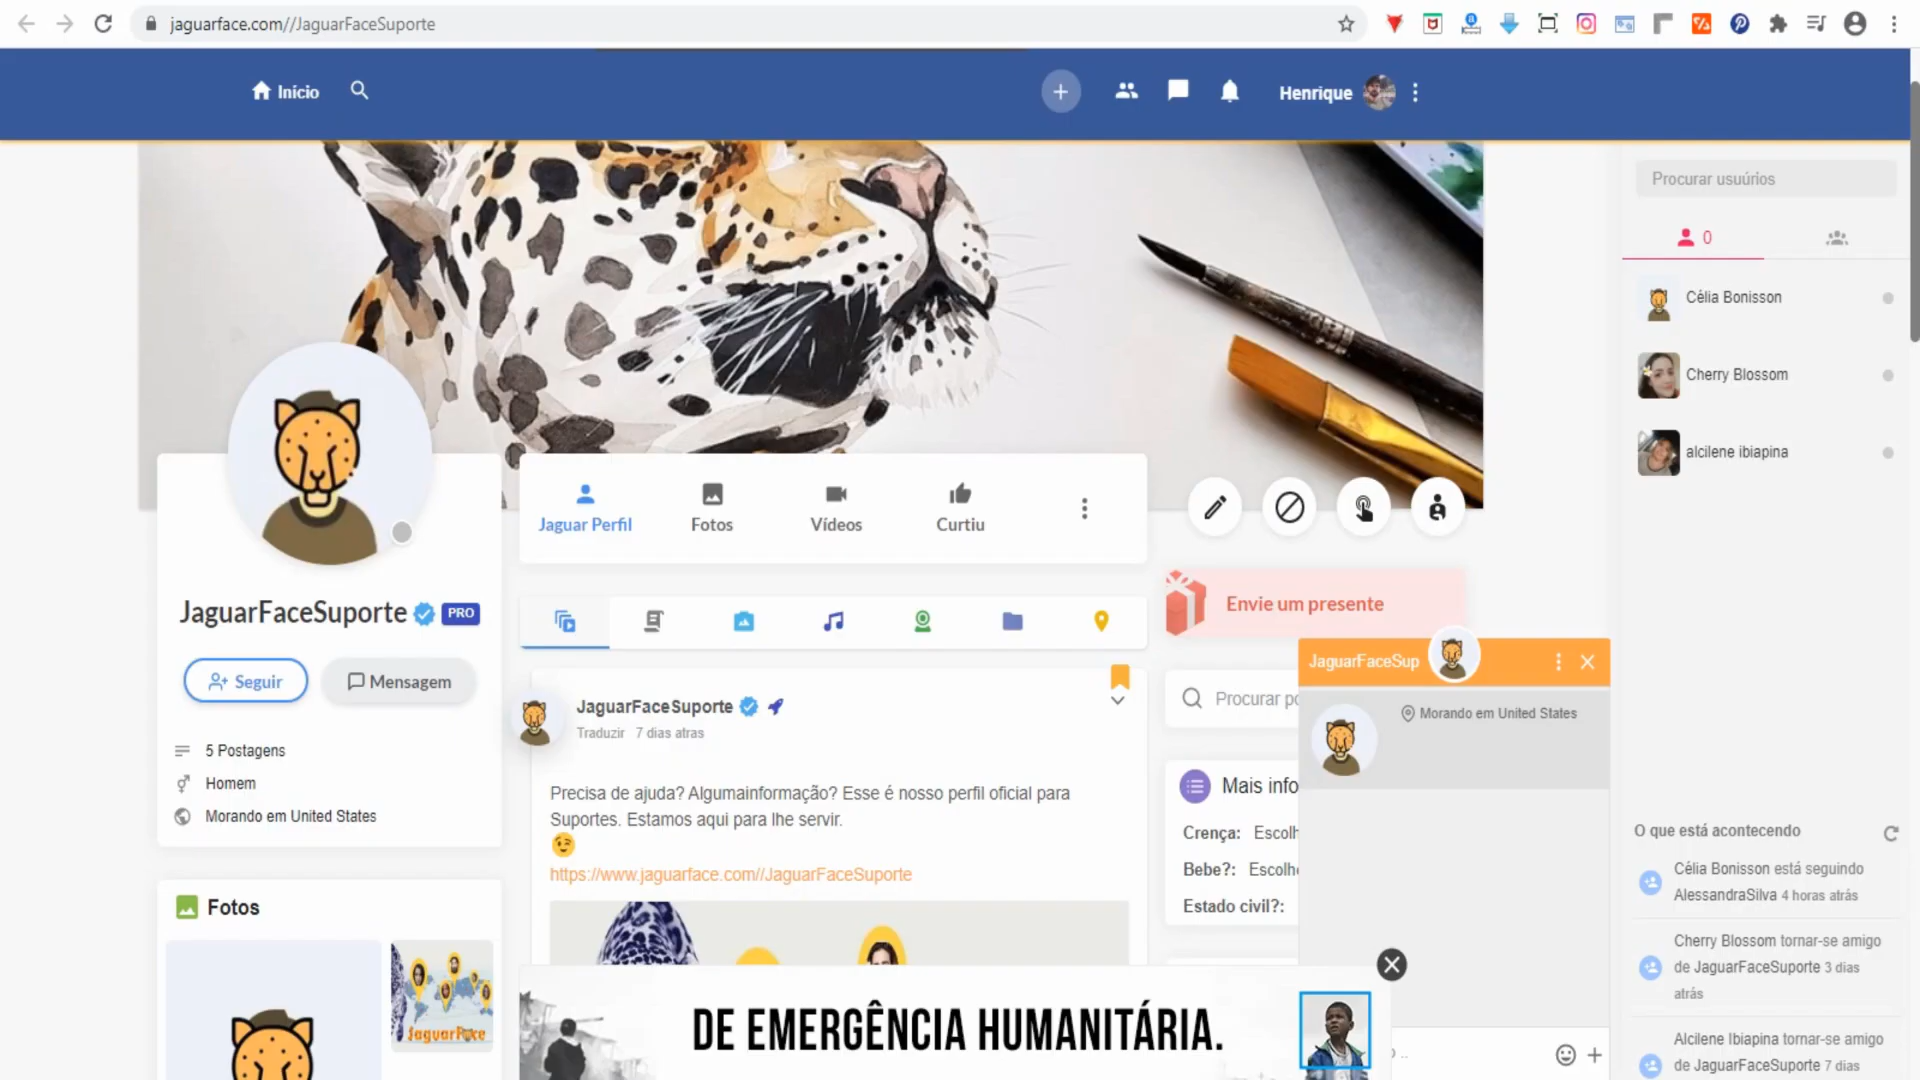 jaguarface.com//JaguarFaceSuporte
Início
Henrique
Procurar usuúrios
0
Célia Bonisson
Cherry Blossom
alcilene ibiapina
Jaguar Perfil
Fotos
Vídeos
Curtiu
JaguarFaceSuporte PRO
Seguir
Mensagem
5 Postagens
Homem
Morando em United States
Fotos
JaguarFace
JaguarFaceSuporte
Traduzir 7 dias atras
Precisa de ajuda? Algumainformação? Esse é nosso perfil oficial para
Suportes. Estamos aqui para lhe servir.
https://www.jaguarface.com//JaguarFaceSuporte
Envie um presente
Procurar po
Mais info
Crença: Escolh
Bebe?: Escolhe
Estado civil?:
JaguarFaceSup
Morando em United States
O que está acontecendo
Célia Bonisson está seguindo
AlessandraSilva 4 horas atrás
Cherry Blossom tornar-se amigo
de JaguarFaceSuporte 3 dias
atrás
Alcilene Ibiapina tornar-se amigo
de JaguarFaceSuporte 7 dias
DE EMERGÊNCIA HUMANITÁRIA.